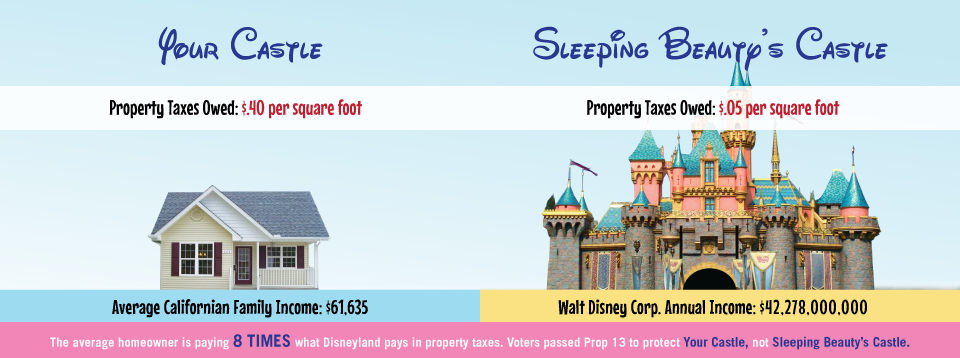 Your Castle
Sleeping Beauty's Castle
Property Taxes Owed: $.40 per square foot
Property Taxes Owed: $.05 per square foot
Average Californian Family Income: $61,635
Walt Disney Corp. Annual Income: $42,278,000,000
The average homeowner is paying 8 TIMES what Disneyland pays in property taxes. Voters passed Prop 13 to protect Your Castle, not Sleeping Beauty's Castle.